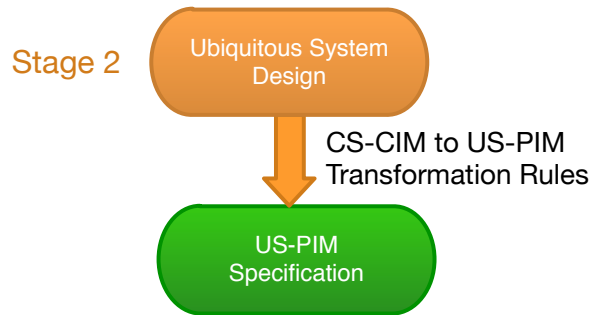 Stage 2
Ubiquitous System
Design
CS-CIM to US-PIM
Transformation Rules
US-PIM
Specification